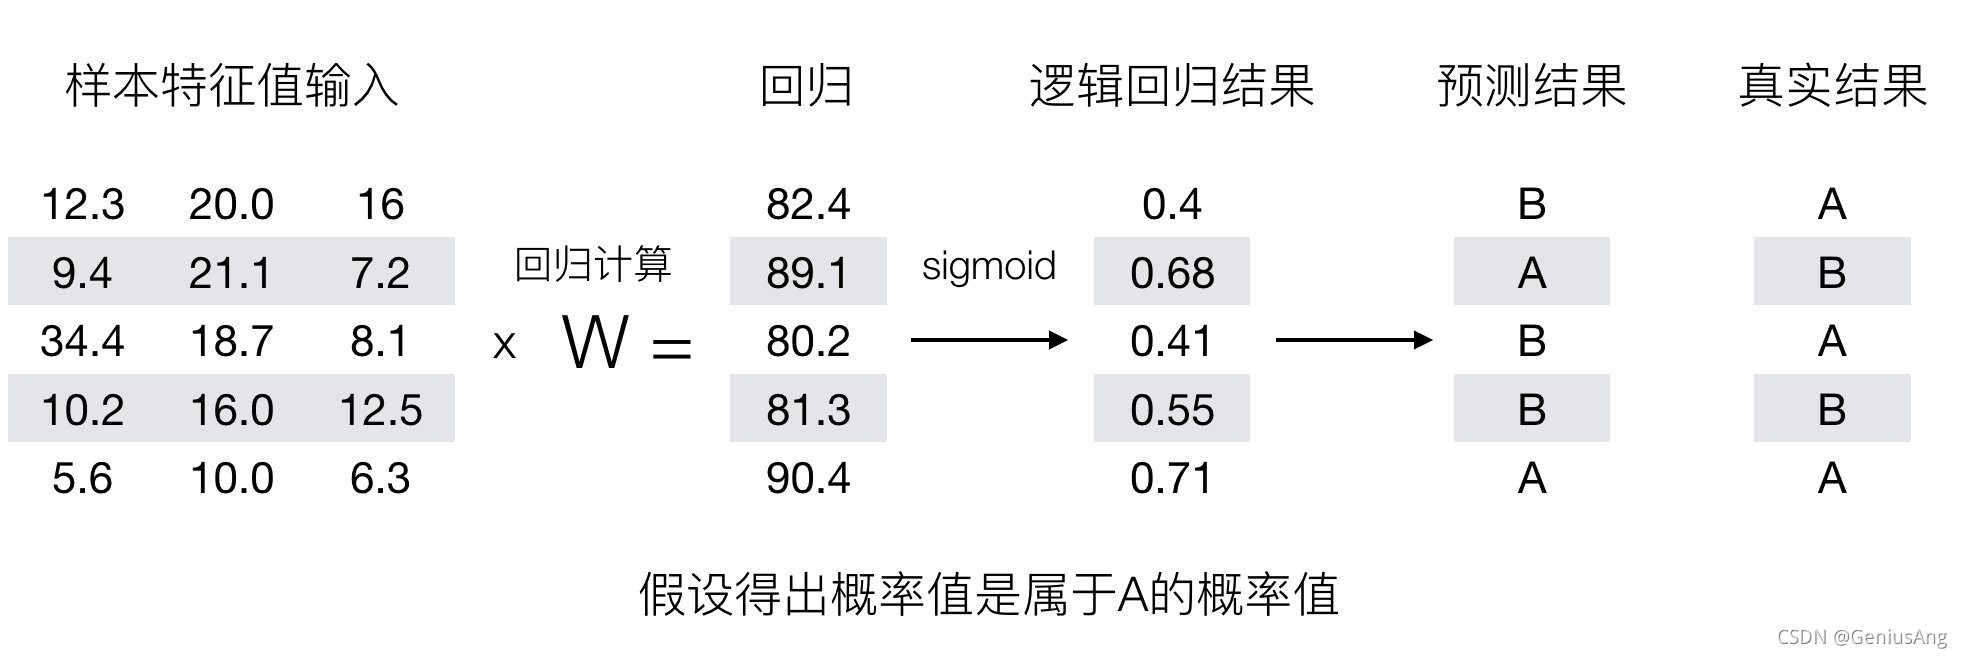 样本特征值输入 回归 逻辑回归结果 预测结果 真实结果
12.3 20.0 16 82.4 0.4 B A
回归计算 sigmoid
9.4 21.1 7.2 89.1 0.68 A B
34.4 18.7 8.1 x W = 80.2 0.41 B A
10.2 16.0 12.5 81.3 0.55 B B
5.6 10.0 6.3 90.4 0.71 A A
假设得出概率值是属于A的概率值
CSDN @GeniusAng